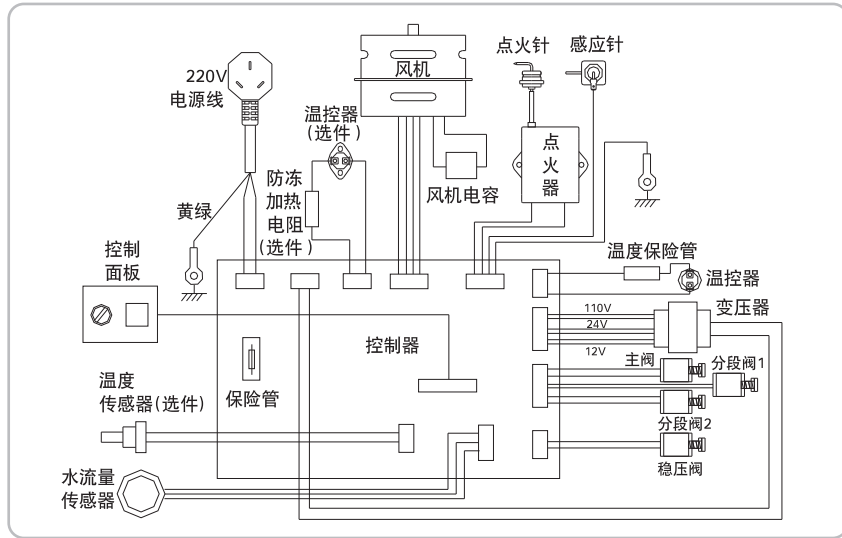 220V
电源线
风机
点火针
感应针
温控器
(选件)
点
火
器
防冻
加热
电阻
(选件)
风机电容
黄绿
控制
面板
温度保险管
温控器
变压器
110V
24V
12V
控制器
主阀
分段阀1
保险管
温度
传感器(选件)
分段阀2
稳压阀
水流量
传感器